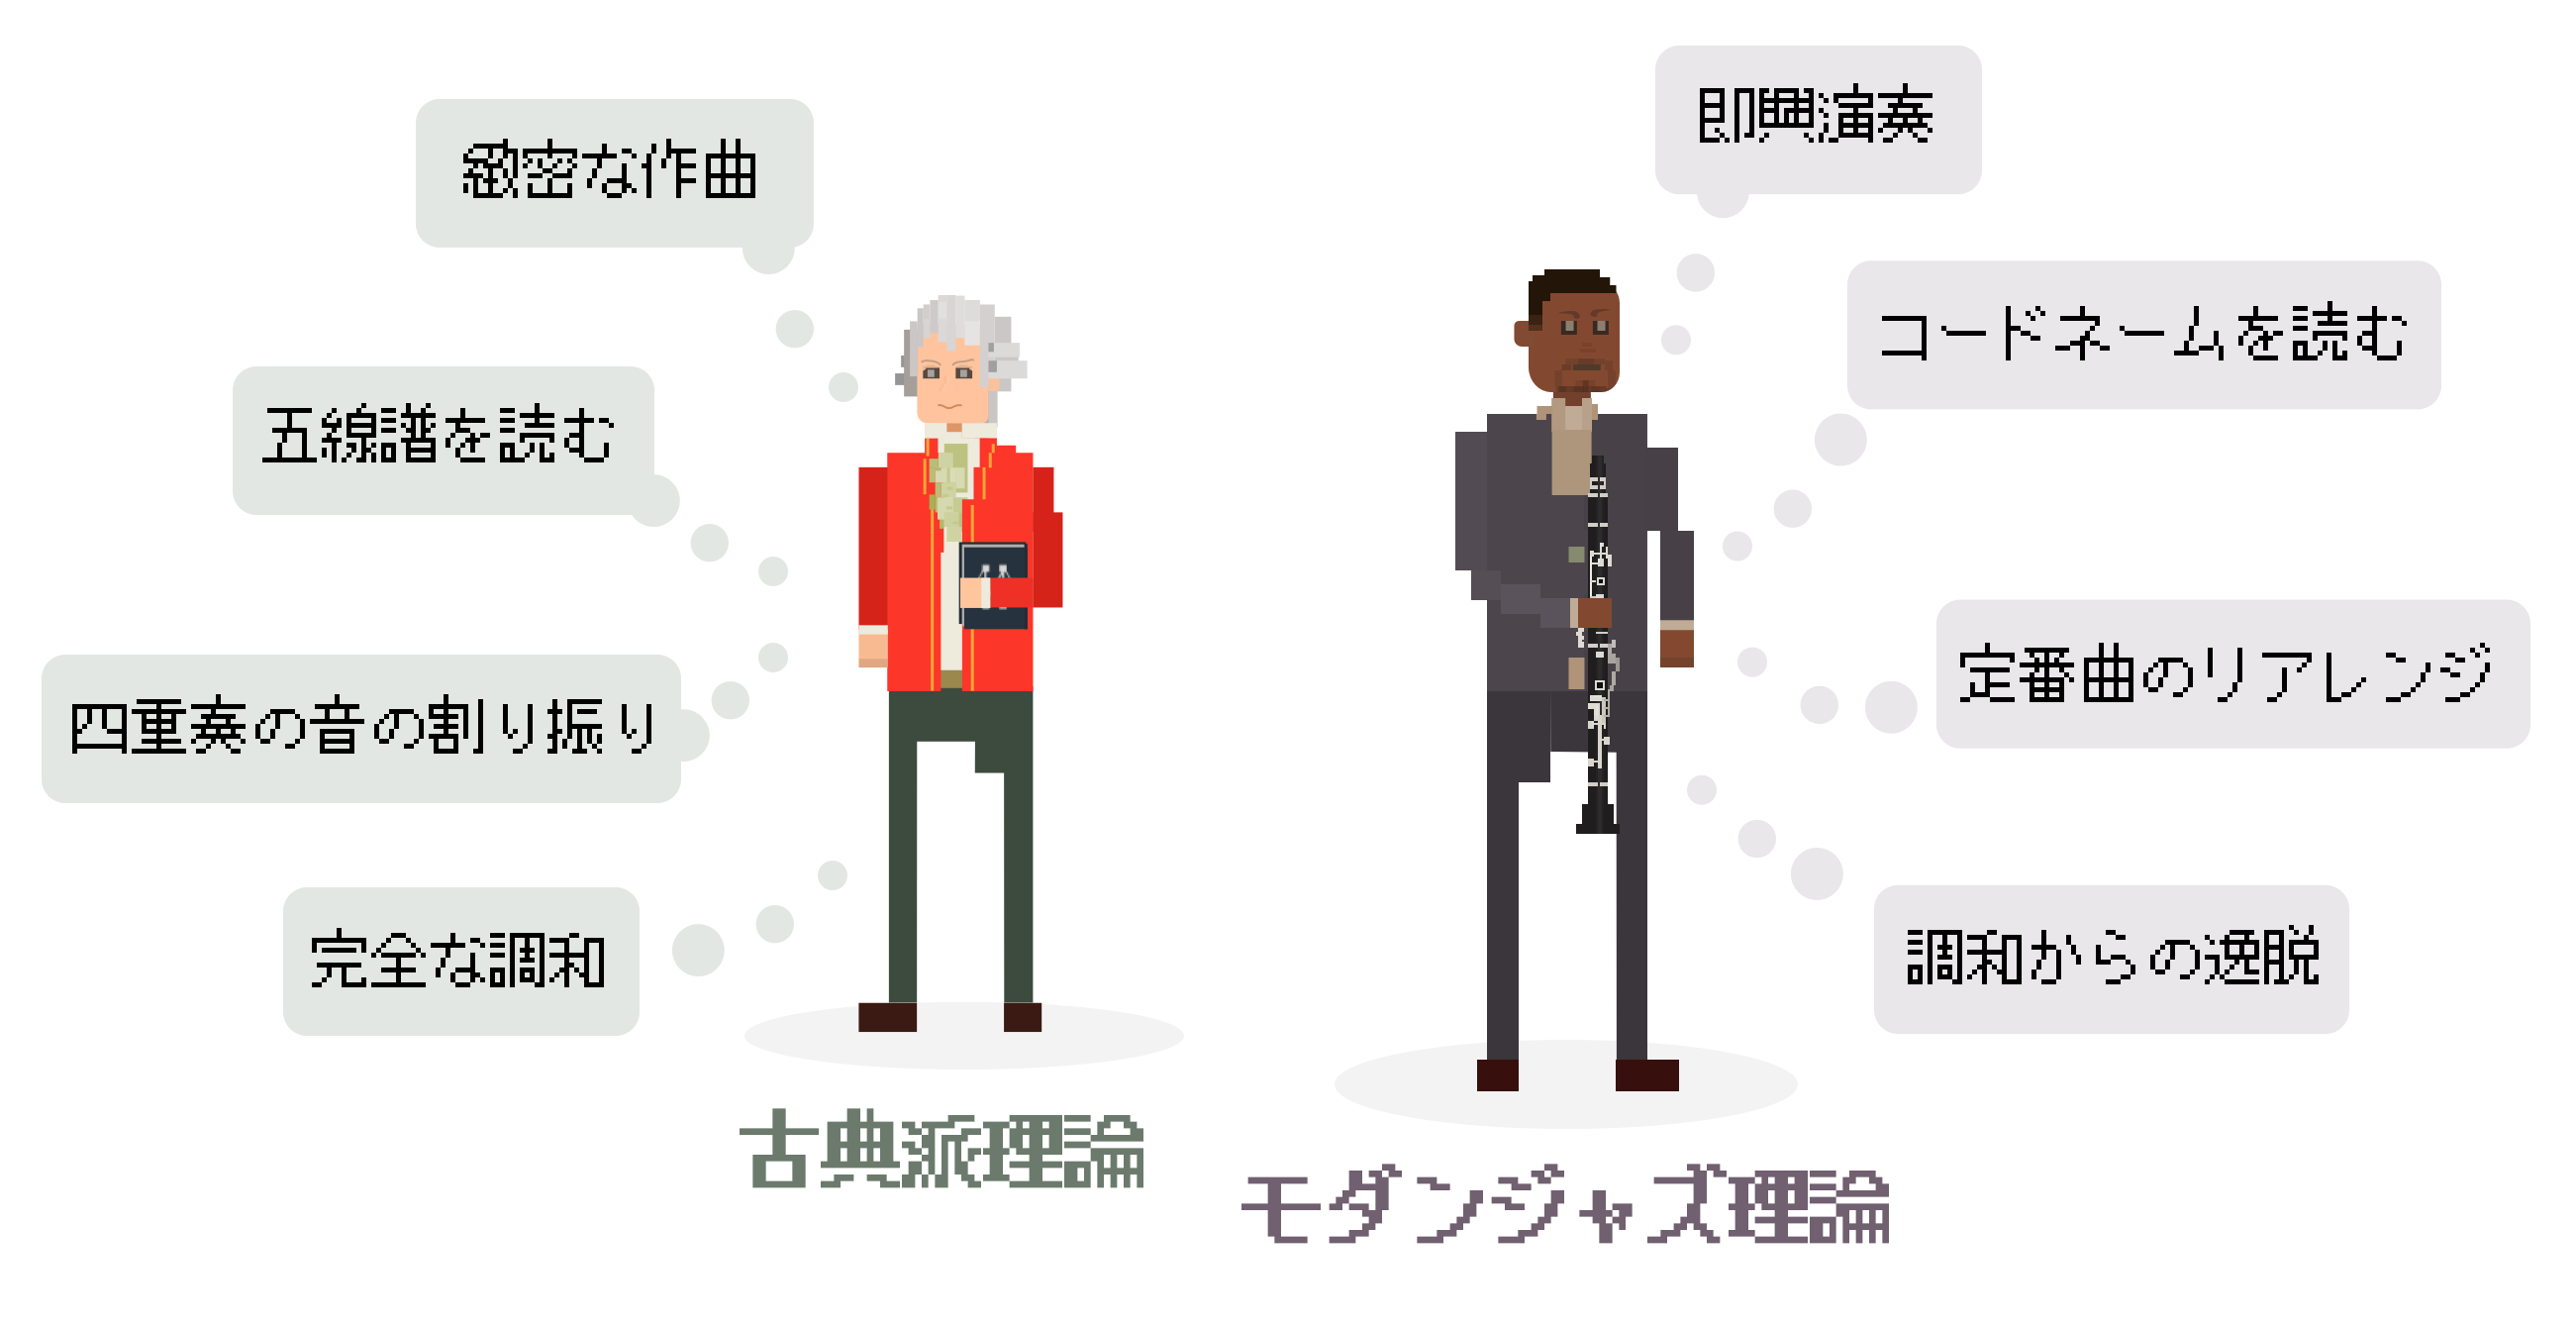 緻密な作曲
五線譜を読む
四重奏の音の割り振り
完全な調和
古典派理論
即興演奏
コードネームを読む
定番曲のリアレンジ
調和からの逸脱
モダンジャズ理論